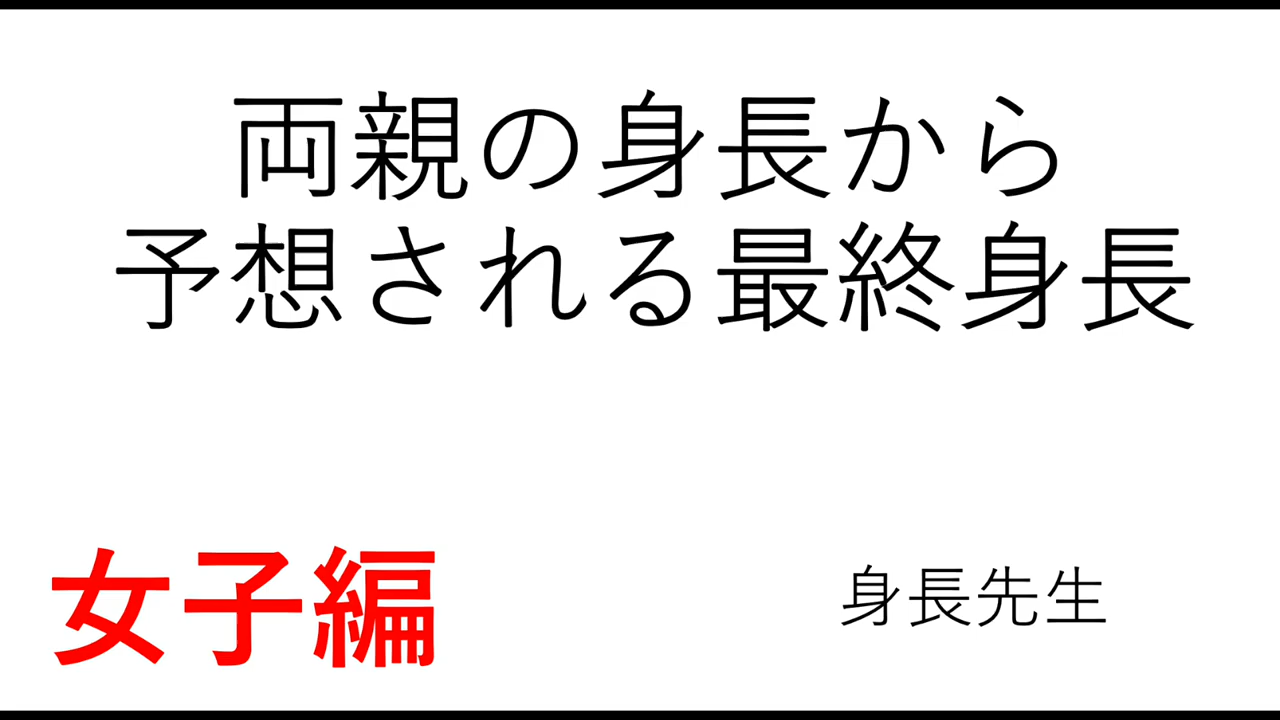 両親の身長から
予想される最終身長
女子編
身長先生